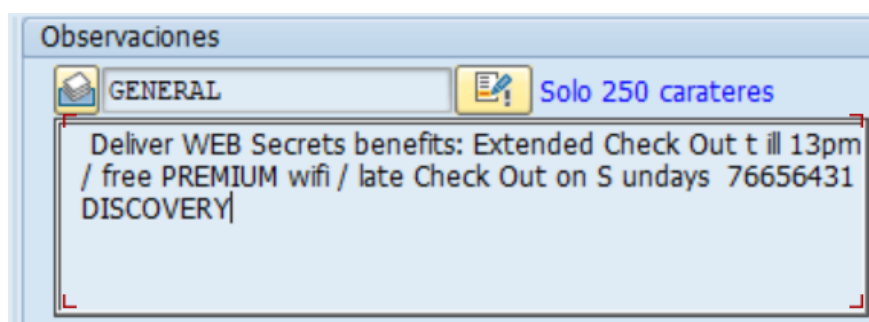 Observaciones
GENERAL Solo 250 carateres
Deliver WEB Secrets benefits: Extended Check Out t ill 13pm
/ free PREMIUM wifi / late Check Out on S undays 76656431
DISCOVERY